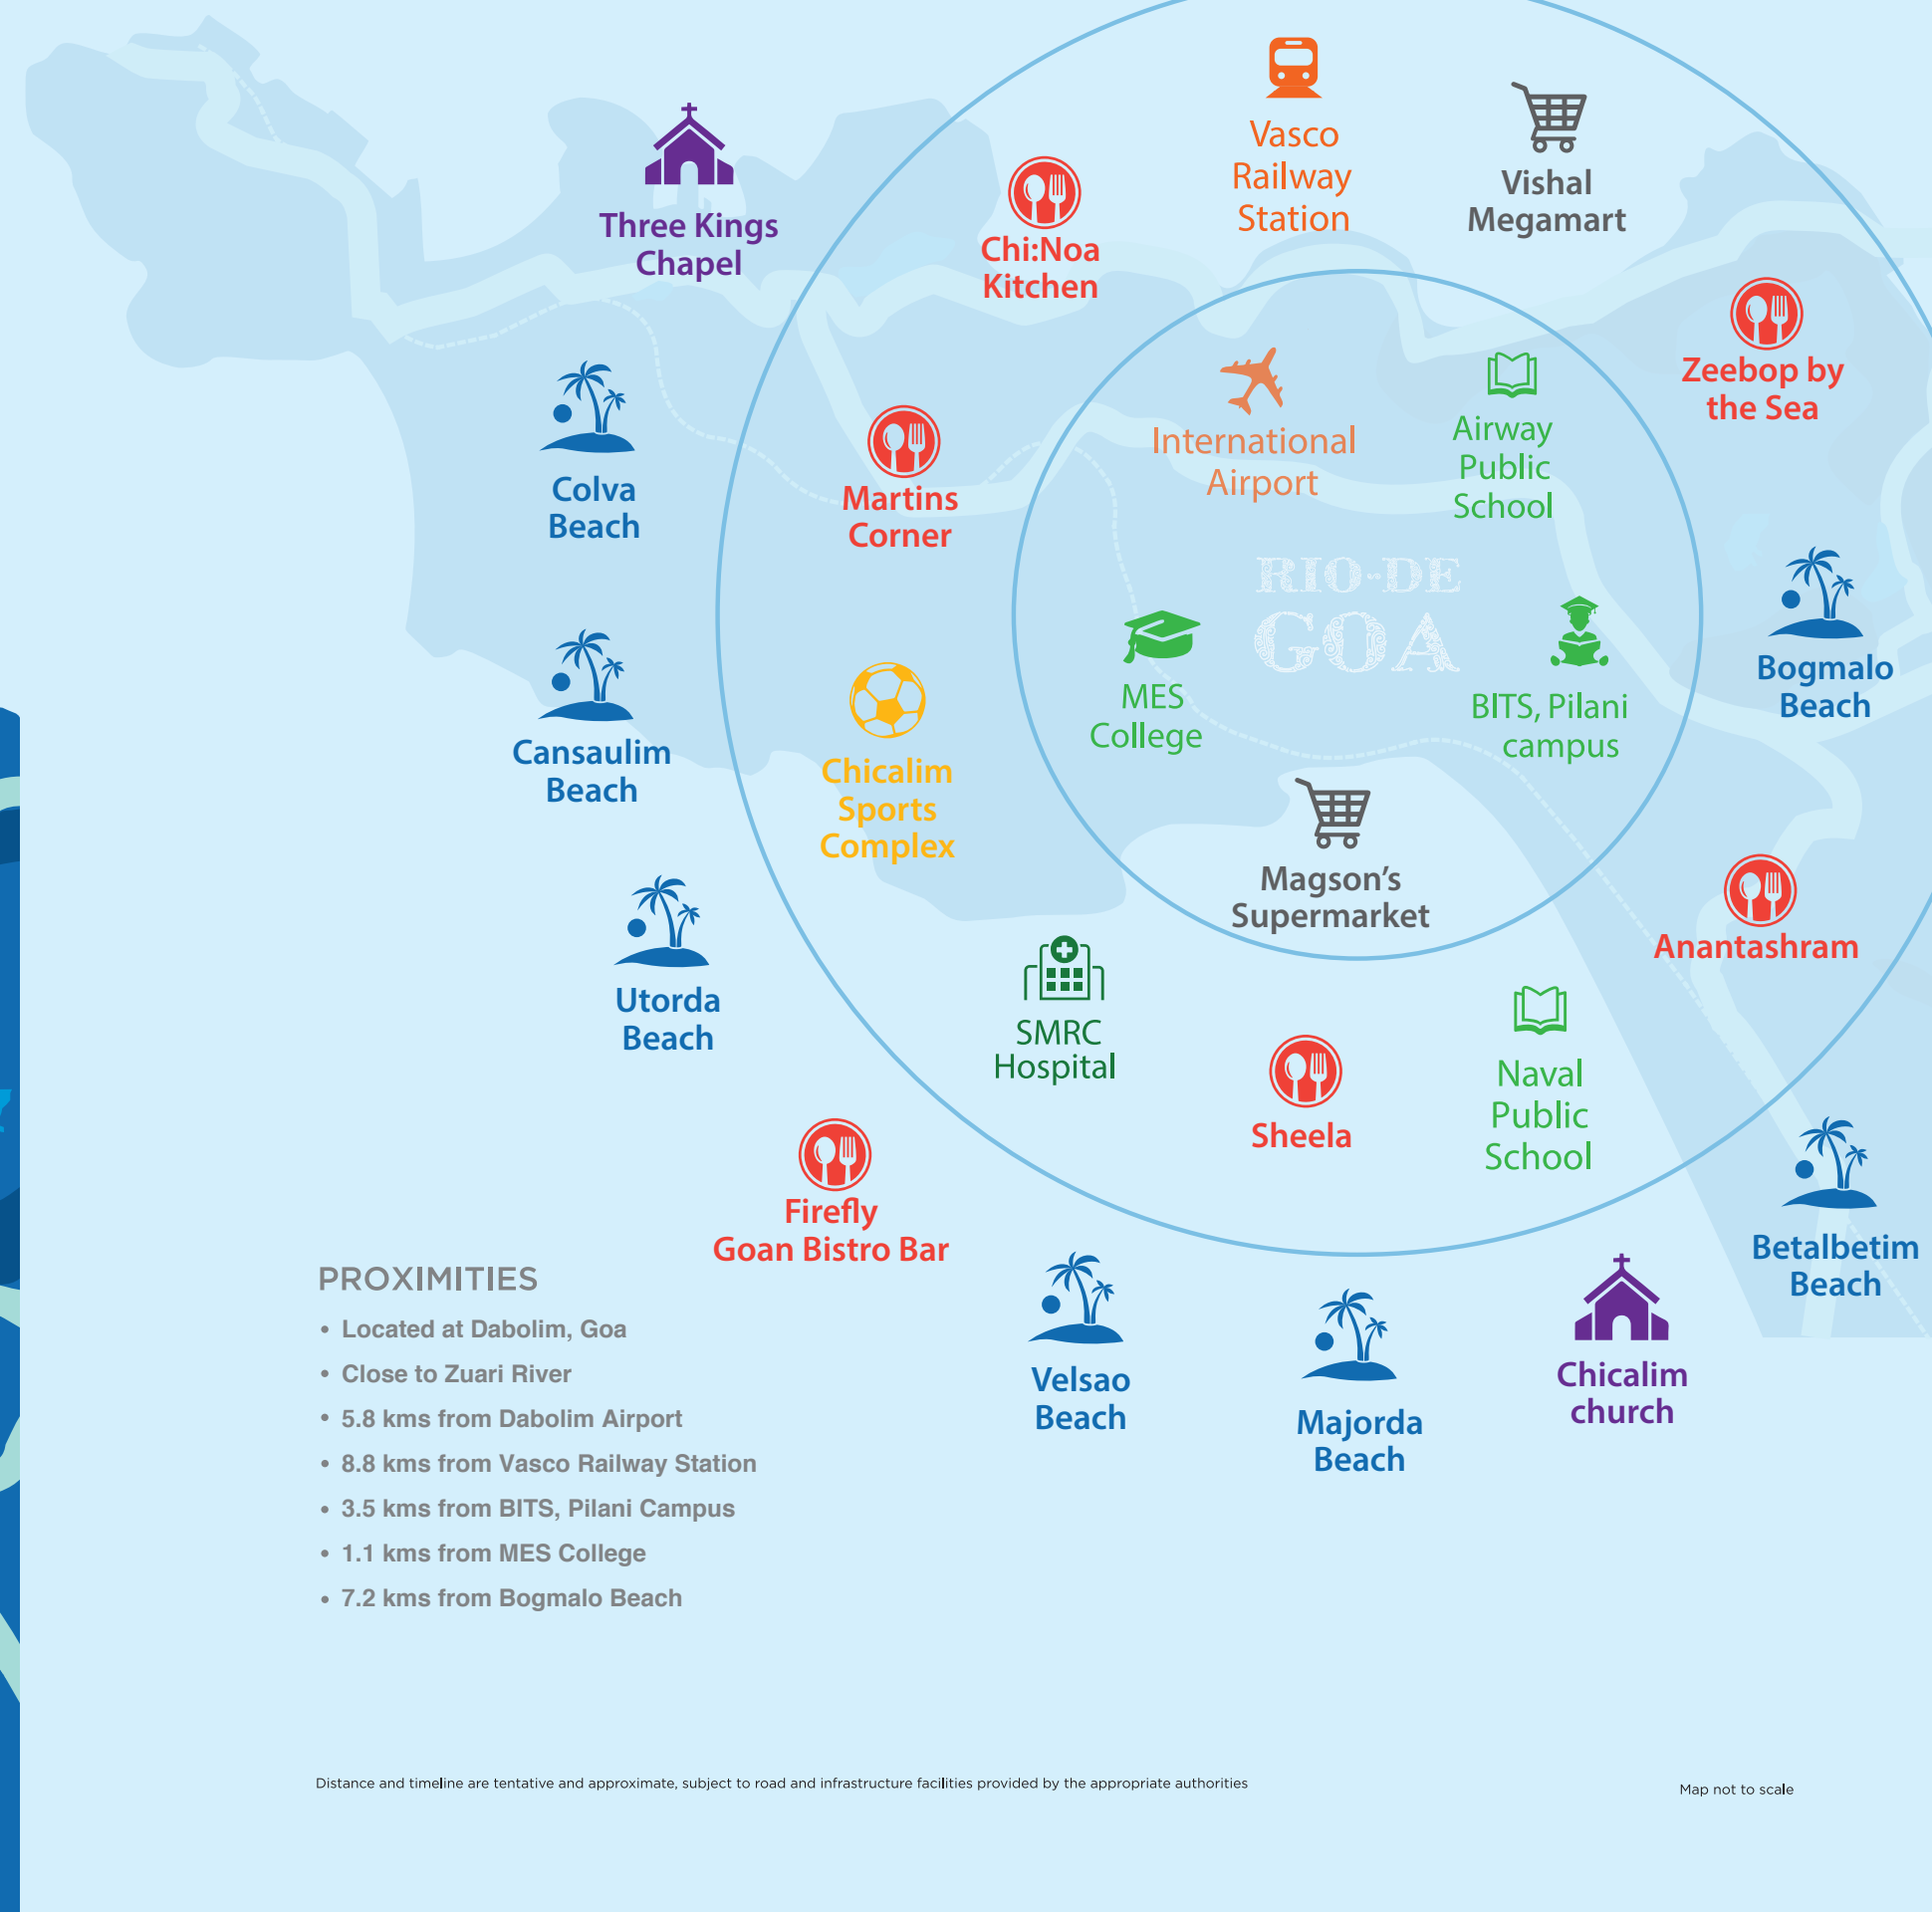 Vasco
Railway
Station
Vishal
Megamart
Three Kings
Chapel
Chi:Noa
Kitchen
Zeebop by
the Sea
International
Airport
Airway
Public
School
Colva
Beach
Martins
Corner
RIO-DE
GOA
MES
College
BITS, Pilani
campus
Bogmalo
Beach
Cansaulim
Beach
Chicalim
Sports
Complex
Magson's
Supermarket
Anantashram
Utorda
Beach
SMRC
Hospital
Sheela
Naval
Public
School
Firefly
Goan Bistro Bar
Betalbetim
Beach
Velsao
Beach
Majorda
Beach
Chicalim
church
PROXIMITIES
• Located at Dabolim, Goa
• Close to Zuari River
• 5.8 kms from Dabolim Airport
• 8.8 kms from Vasco Railway Station
• 3.5 kms from BITS, Pilani Campus
• 1.1 kms from MES College
• 7.2 kms from Bogmalo Beach
Distance and timeline are tentative and approximate, subject to road and infrastructure facilities provided by the appropriate authorities
Map not to scale